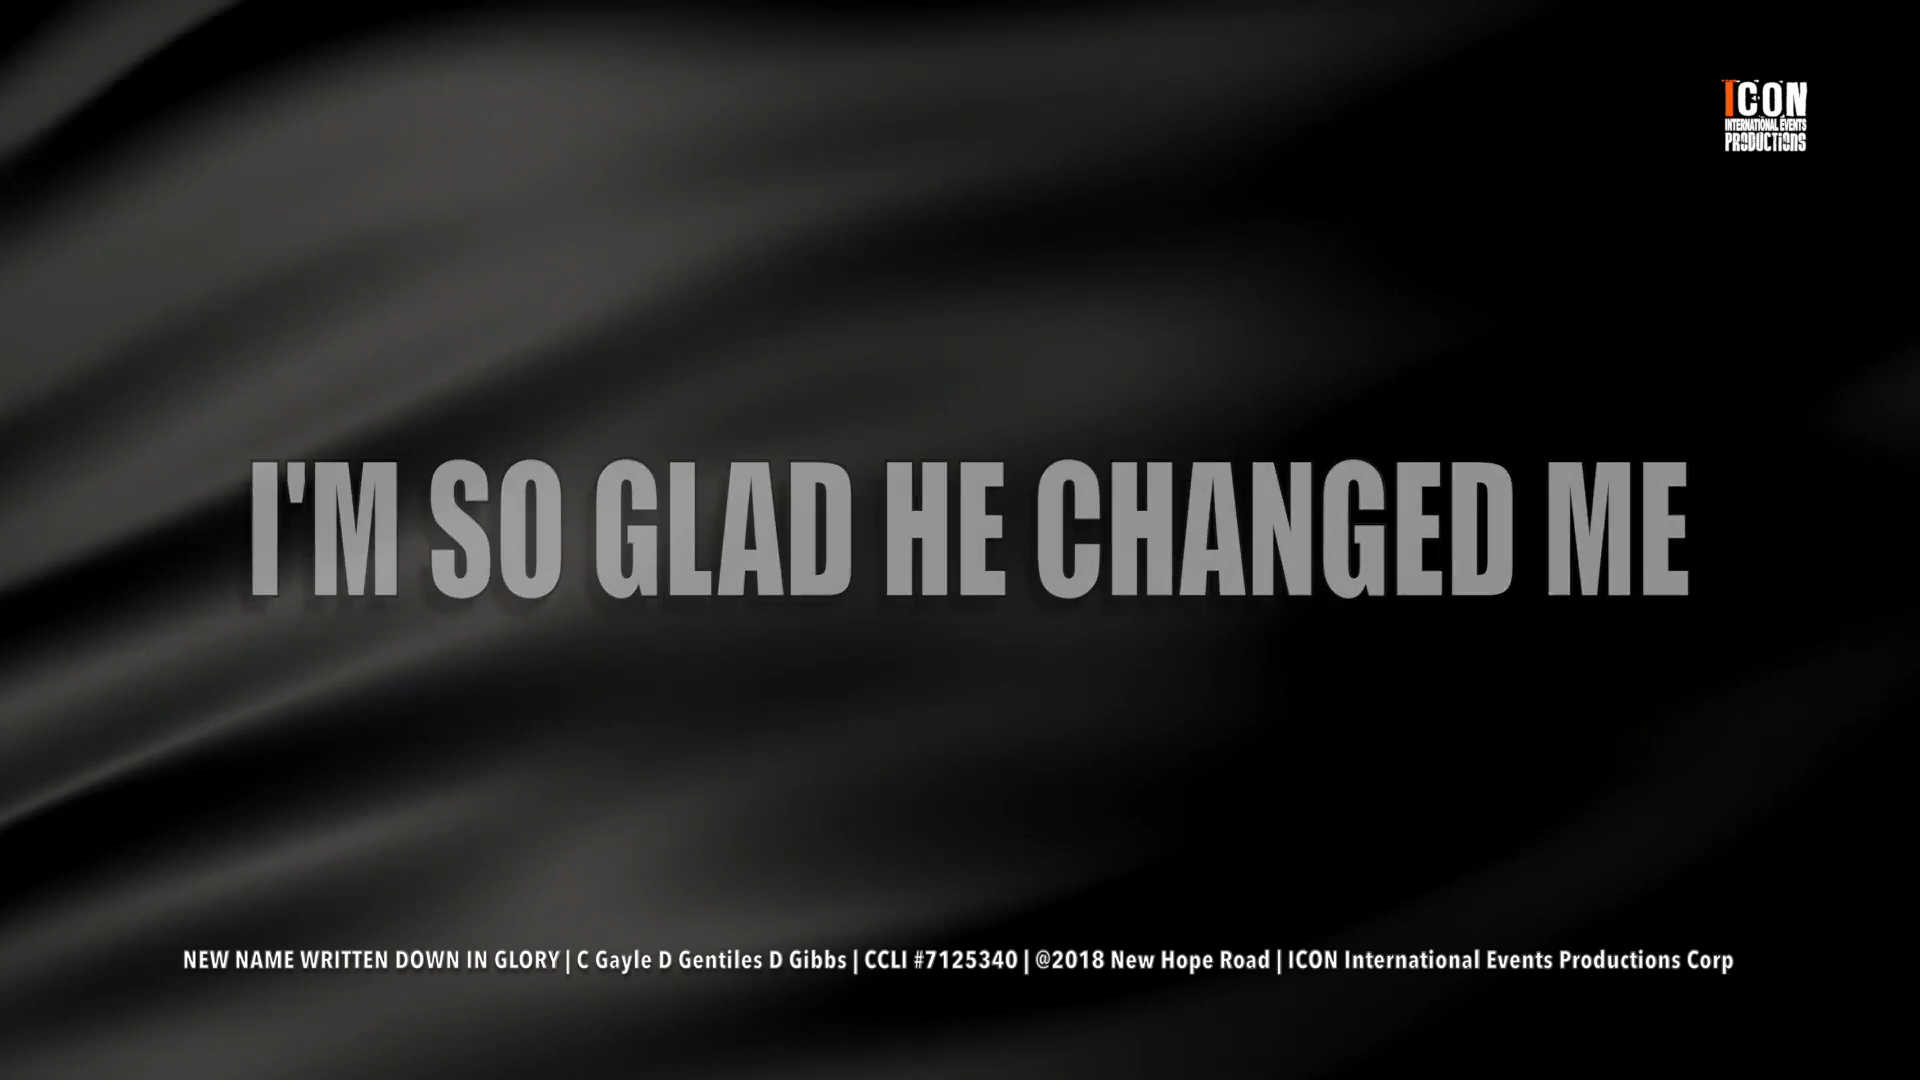 ICON
INTERNATIONAL EVENTS
PRODUCTIONS
I'M SO GLAD HE CHANGED ME
NEW NAME WRITTEN DOWN IN GLORY | C Gayle D Gentiles D Gibbs | CCLI #7125340 | @2018 New Hope Road | ICON International Events Productions Corp